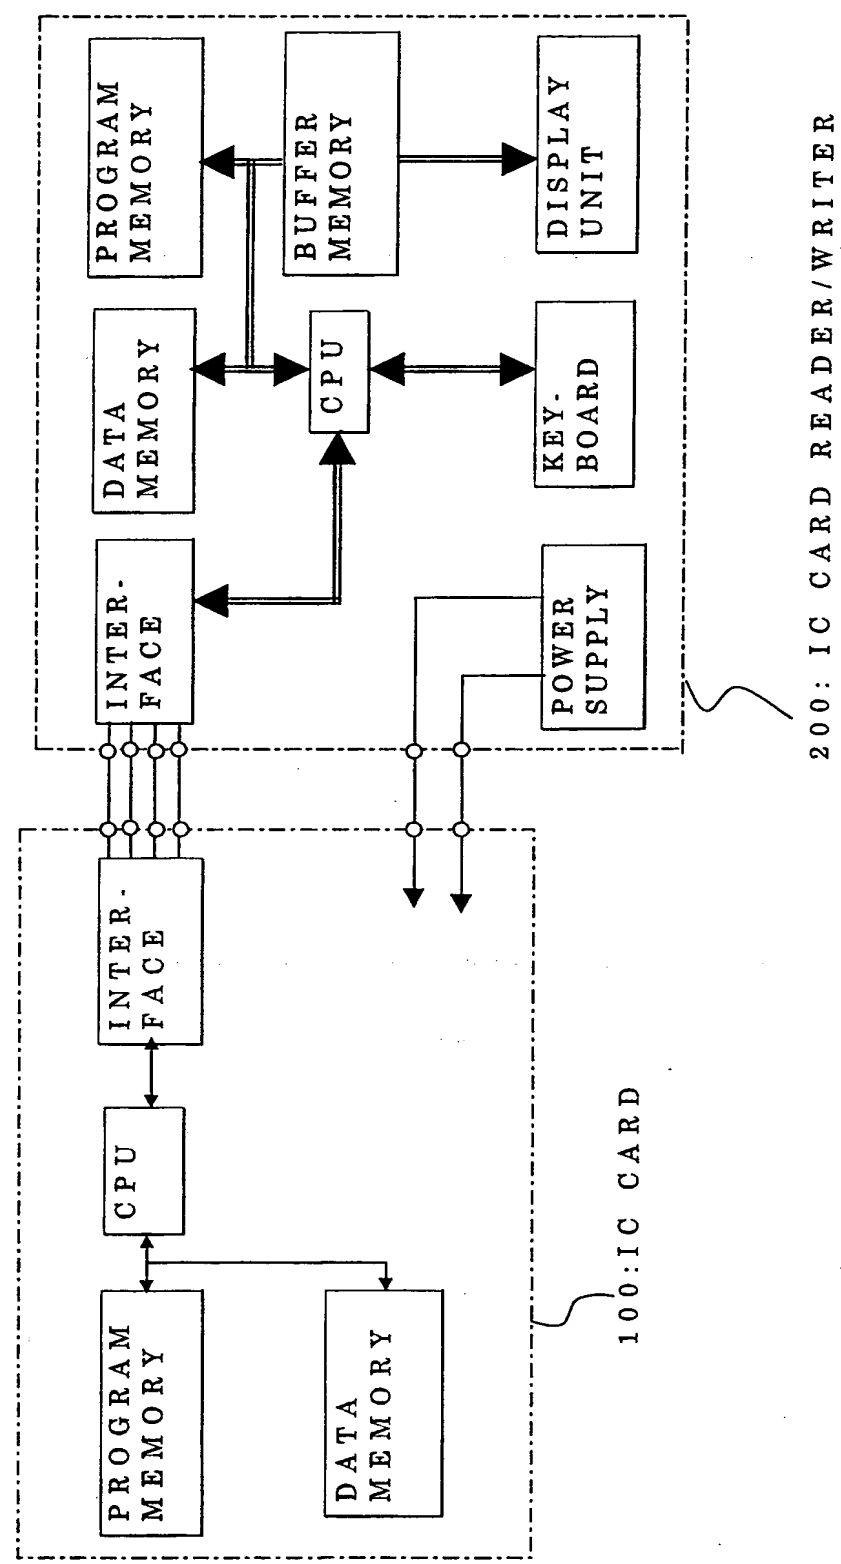 PROGRAM
MEMORY
DATA
MEMORY
CPU
INTER-
FACE
100:IC CARD
INTER-
FACE
DATA
MEMORY
PROGRAM
MEMORY
CPU
BUFFER
MEMORY
POWER
SUPPLY
KEY-
BOARD
DISPLAY
UNIT
200: IC CARD READER/WRITER